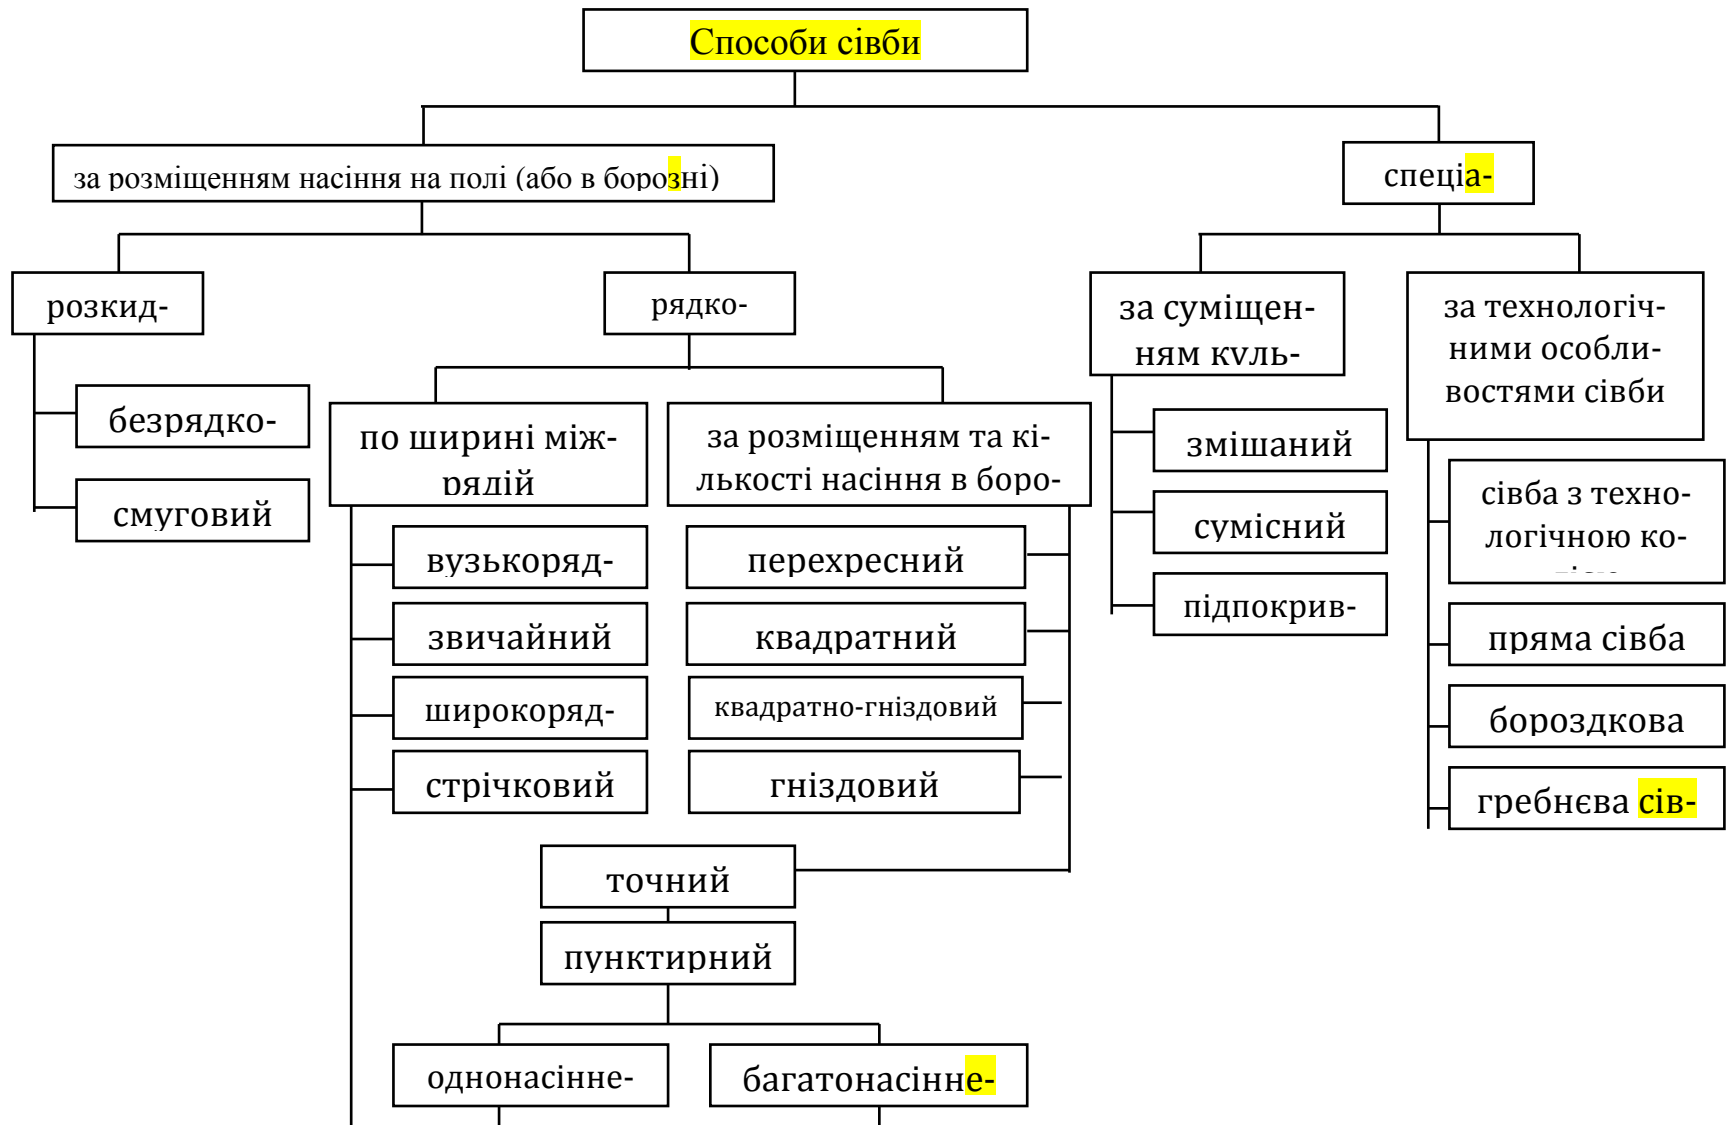 Способи сівби
за розміщенням насіння на полі (або в борозні)
спеціа-
розкид-
рядко-
за суміщен-
ням куль-
за технологіч-
ними особли-
востями сівби
безрядко-
смуговий
по ширині між-
рядій
за розміщенням та кі-
лькості насіння в боро-
змішаний
сумісний
підпокрив-
сівба з техно-
логічною ко-
пряма сівба
бороздкова
гребнєва сів-
вузькоряд-
звичайний
широкоряд-
стрічковий
перехресний
квадратний
квадратно-гніздовий
гніздовий
точний
пунктирний
однонасінне-
багатонасінне-